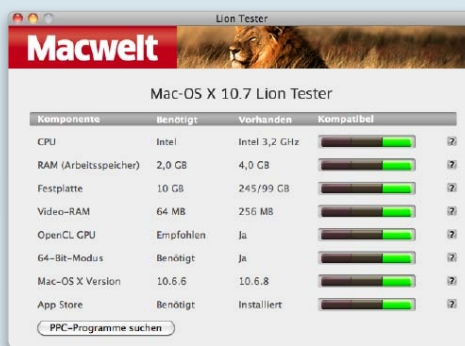 Lion Tester
Macwelt
Mac-OS X 10.7 Lion Tester
Komponente Benötigt Vorhanden Kompatibel
CPU Intel Intel 3,2 GHz ?
RAM (Arbeitsspeicher) 2,0 GB 4,0 GB ?
Festplatte 10 GB 245/99 GB ?
Video-RAM 64 MB 256 MB ?
OpenCL GPU Empfohlen Ja ?
64-Bit-Modus Benötigt Ja ?
Mac-OS X Version 10.6.6 10.6.8 ?
App Store Benötigt Installiert ?
PPC-Programme suchen